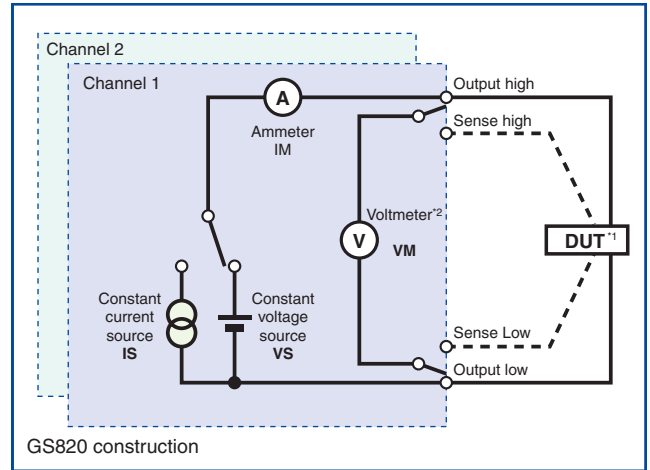 Channel 2
Channel 1
A
Ammeter
IM
Output high
Sense high
Voltmeter*2
V
VM
DUT*1
Constant
current
source
IS
Constant
voltage
source
VS
Sense Low
Output low
GS820 construction